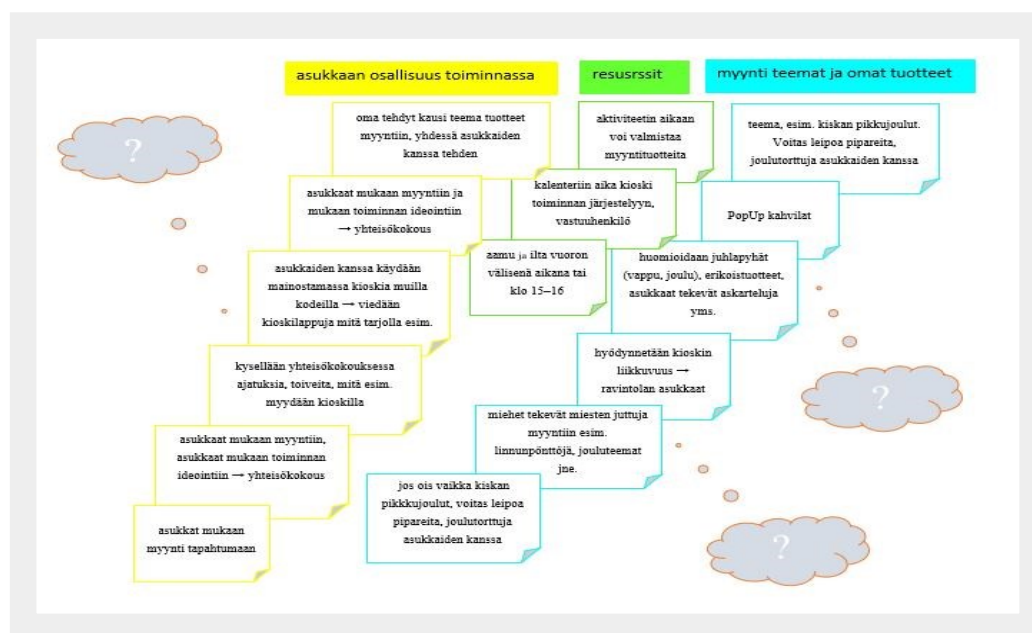 asukkaan osallisuus toiminnassa
resusrssit
myynti teemat ja omat tuotteet
oma tehdyt kausi teema tuotteet
myyntiin, yhdessä asukkaiden
kanssa tehden
asukkaat mukaan myyntiin ja
mukaan toiminnan ideointiin
→ yhteisökokous
asukkaiden kanssa käydään
mainostamassa kioskia muilla
kodeilla → viedään
kioskilappuja mitä tarjolla esim.
kysellään yhteisökokouksessa
ajatuksia, toiveita, mitä esim.
myydään kioskilla
asukkaat mukaan myyntiin,
asukkaat mukaan toiminnan
ideointiin → yhteisökokous
asukkat mukaan
myynti tapahtumaan
aktiviteetin aikaan
voi valmistaa
myyntituotteita
kalenteriin aika kioski
toiminnan järjestelyyn,
vastuuhenkilö
aamu ja ilta vuoron
välisenä aikana tai
klo 15–16
teema, esim. kiskan pikkujoulut.
Voitas leipoa pipareita,
joulutorttuja asukkaiden kanssa
PopUp kahvilat
huomioidaan juhlapyhät
(vappu, joulu), erikoistuotteet,
asukkaat tekevät askarteluja
yms.
hyödynnetään kioskin
liikkuvuus →
ravintolan asukkaat
miehet tekevät miesten juttuja
myyntiin esim.
linnunpönttöjä, jouluteemat
jne.
jos ois vaikka kiskan
pikkkujoulut, voitas leipoa
pipareita, joulutorttuja
asukkaiden kanssa
?
?
?